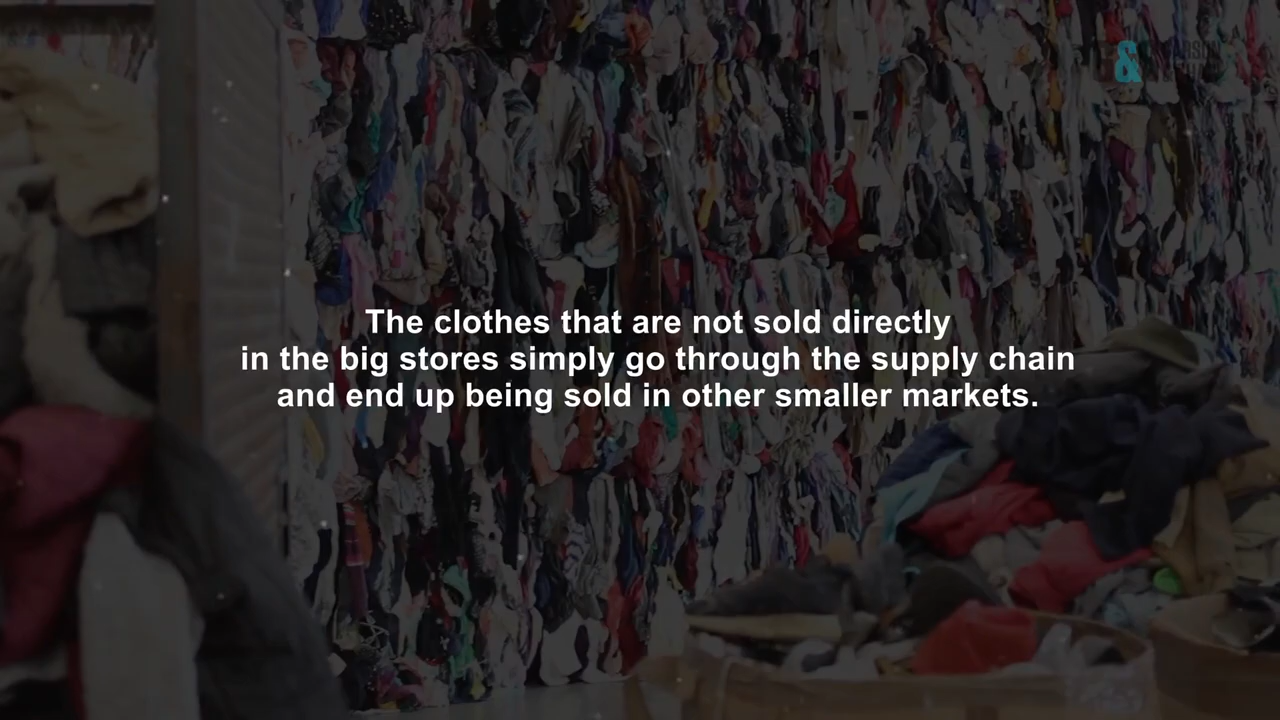 &
The clothes that are not sold directly
in the big stores simply go through the supply chain
and end up being sold in other smaller markets.